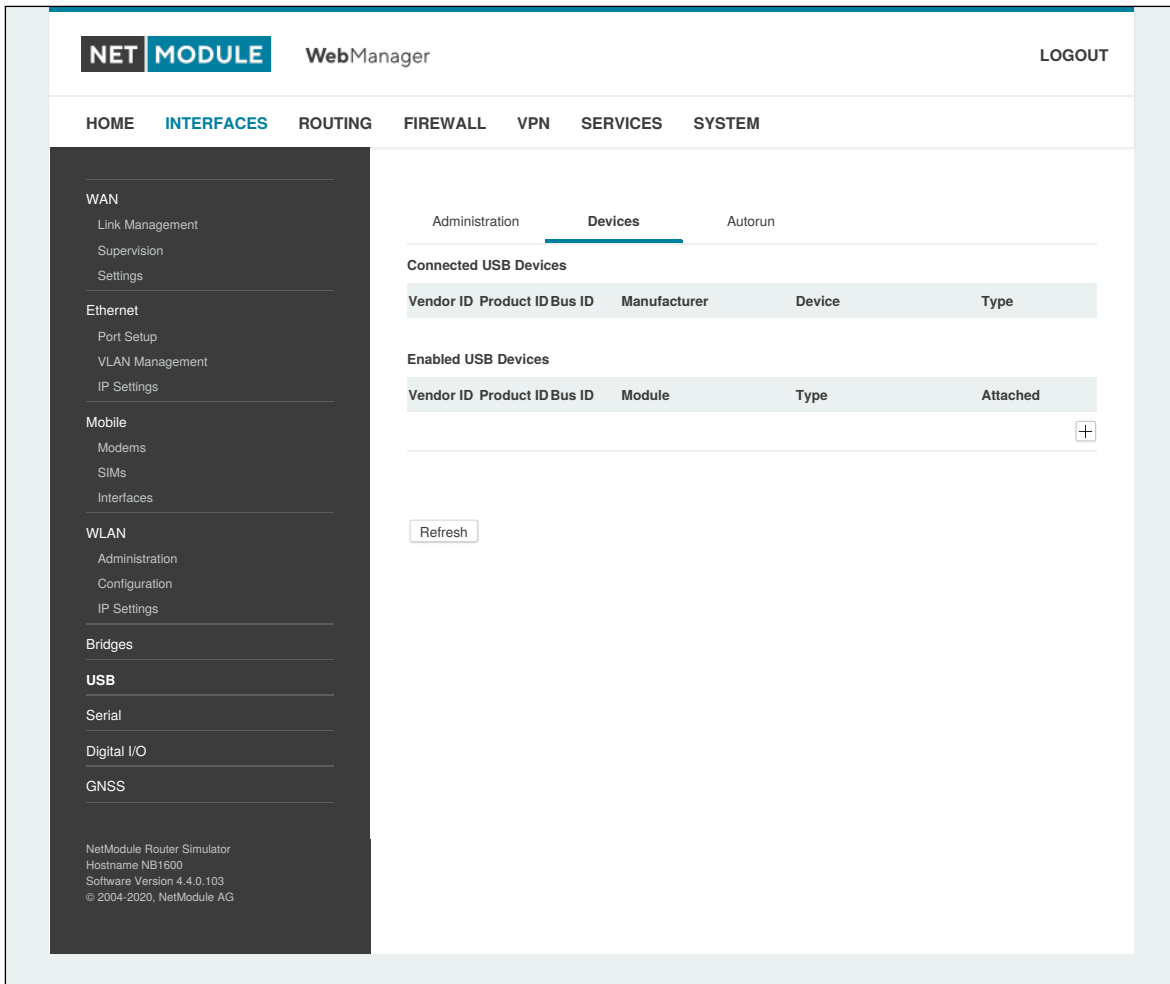 NET MODULE WebManager LOGOUT
HOME INTERFACES ROUTING FIREWALL VPN SERVICES SYSTEM
WAN
Link Management
Supervision
Settings
Ethernet
Port Setup
VLAN Management
IP Settings
Mobile
Modems
SIMs
Interfaces
WLAN
Administration
Configuration
IP Settings
Bridges
USB
Serial
Digital I/O
GNSS
NetModule Router Simulator
Hostname NB1600
Software Version 4.4.0.103
© 2004-2020, NetModule AG
Administration Devices Autorun
Connected USB Devices
Vendor ID Product ID Bus ID Manufacturer Device Type
Enabled USB Devices
Vendor ID Product ID Bus ID Module Type Attached
Refresh